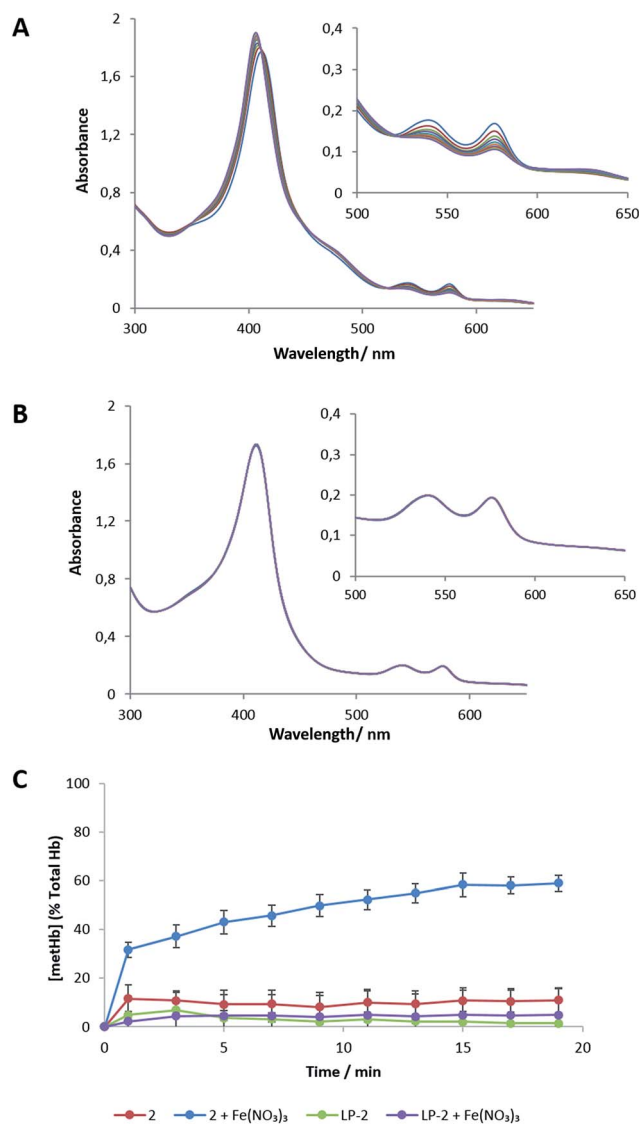 A
2
1,6
1,2
0,8
0,4
0
Absorbance
300 400 500 600
Wavelength/ nm
0,4
0,3
0,2
0,1
0
500 550 600 650
B
2
1,6
1,2
0,8
0,4
0
Absorbance
300 400 500 600
Wavelength/ nm
0,4
0,3
0,2
0,1
0
500 550 600 650
C
100
80
60
40
20
0
[metHb] (% Total Hb)
0 5 10 15 20
Time / min
2 2 + Fe(NO₃)₃ LP-2 LP-2 + Fe(NO₃)₃